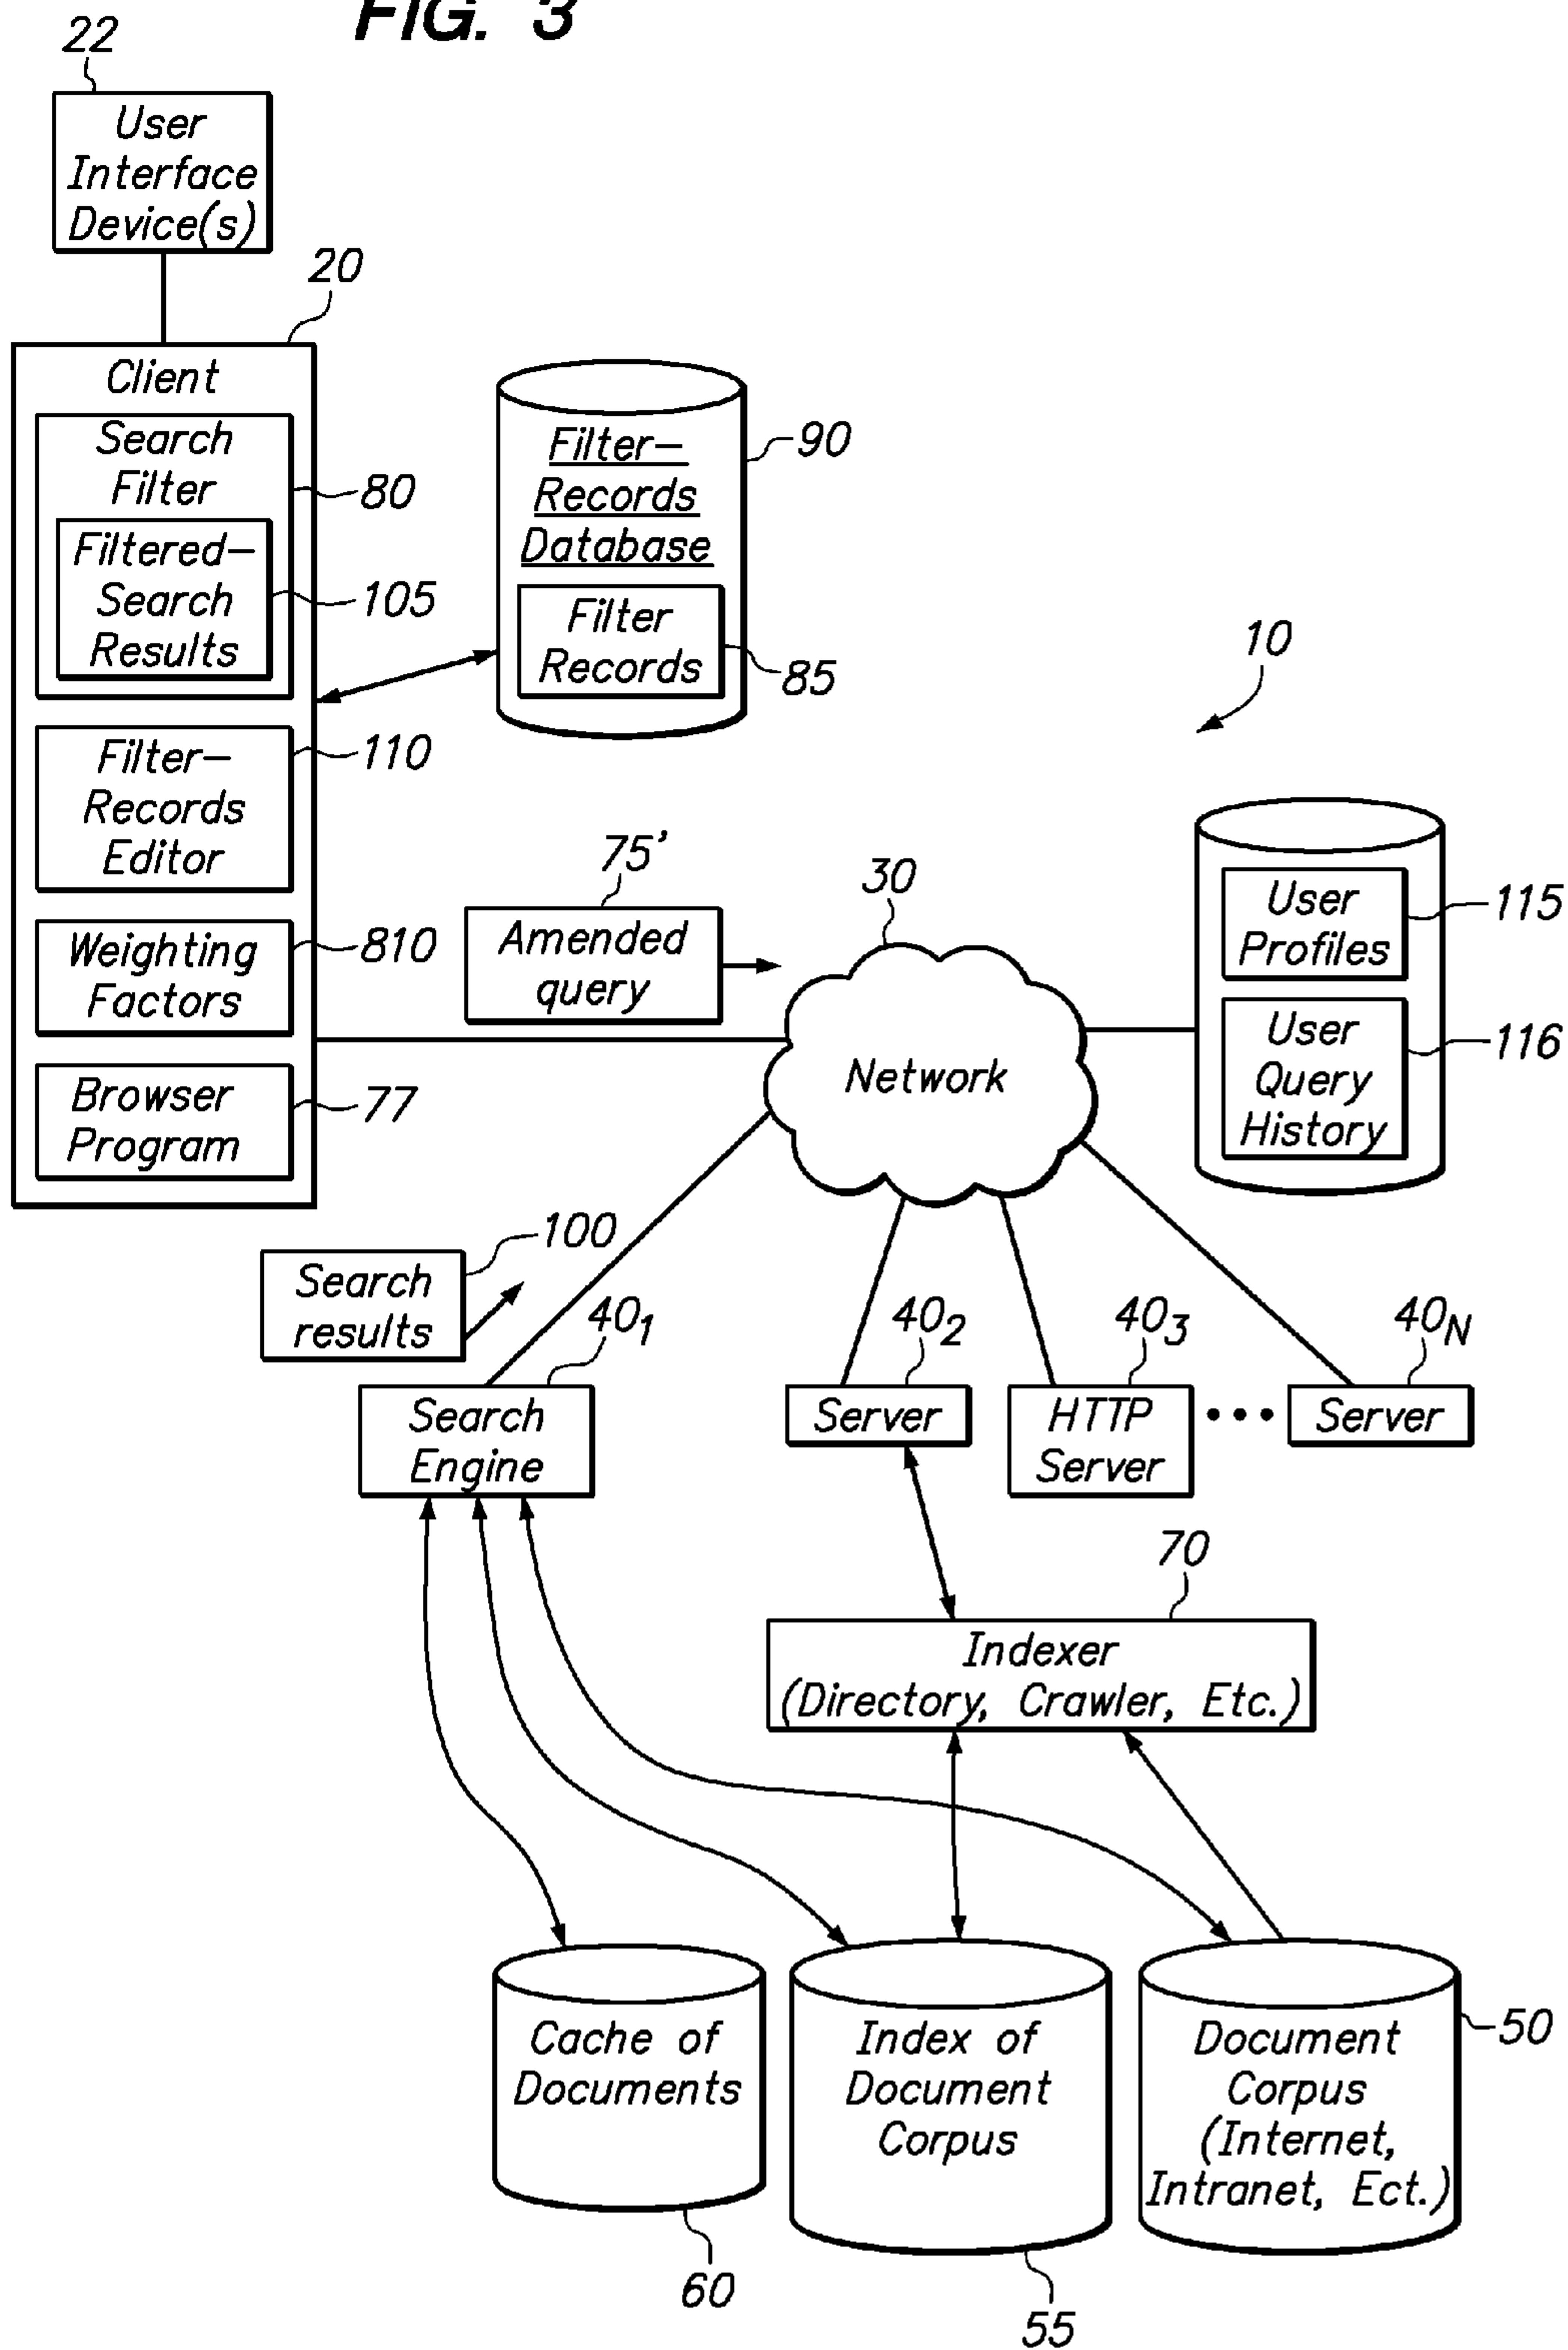 FIG. 3
22
User
Interface
Device(s)
20
Client
Search
Filter
80
Filtered-
Search
Results
105
Filter-
Records
Editor
110
Weighting
Factors
810
Browser
Program
77
Filter-
Records
Database
90
Filter
Records
85
10
75'
Amended
query
30
Network
User
Profiles
115
User
Query
History
116
100
Search
results
40₁
Search
Engine
40₂
Server
40₃
HTTP
Server
•••
40N
Server
70
Indexer
(Directory, Crawler, Etc.)
Cache of
Documents
60
Index of
Document
Corpus
55
Document
Corpus
(Internet,
Intranet, Ect.)
50